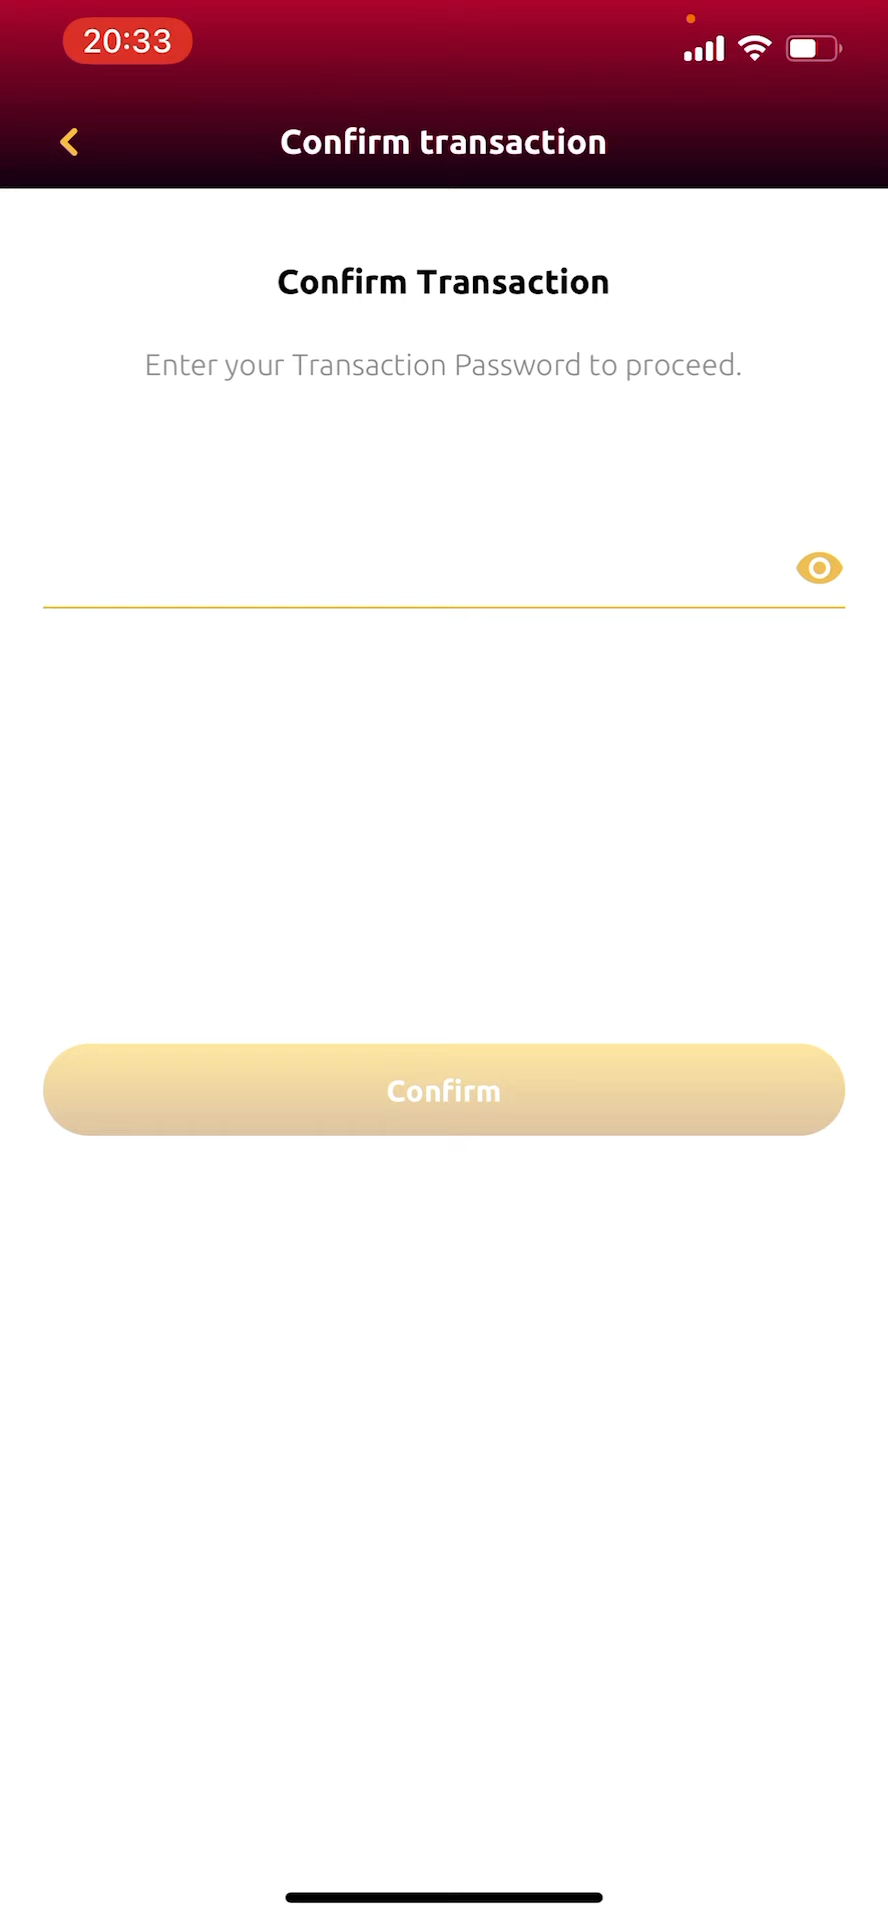 20:33
Confirm transaction
Confirm Transaction
Enter your Transaction Password to proceed.
Confirm